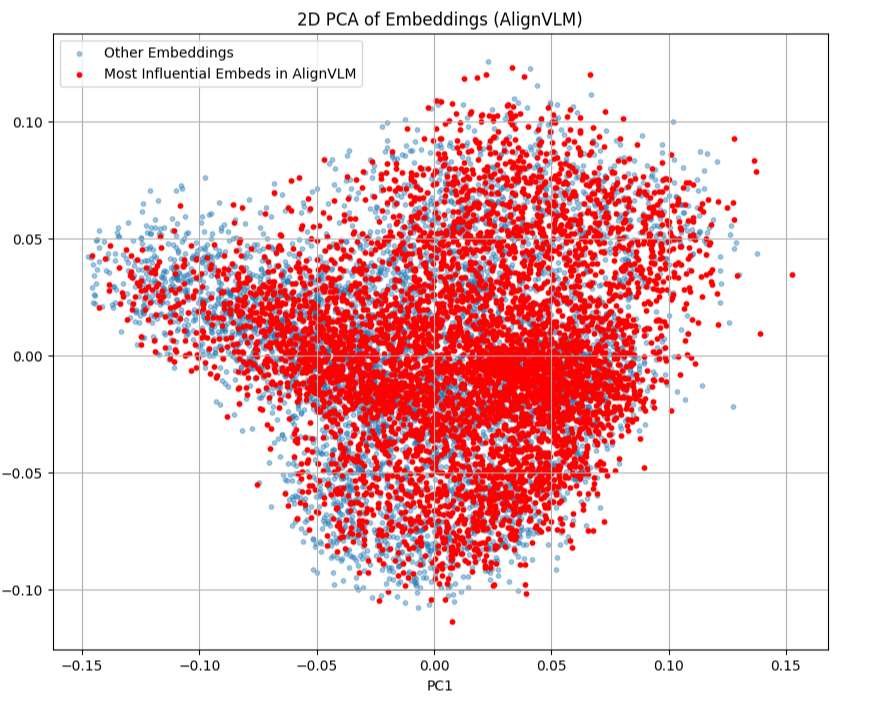 2D PCA of Embeddings (AlignVLM)
Other Embeddings
Most Influential Embeds in AlignVLM
0.10
0.05
0.00
−0.05
−0.10
−0.15 −0.10 −0.05 0.00 0.05 0.10 0.15
PC1